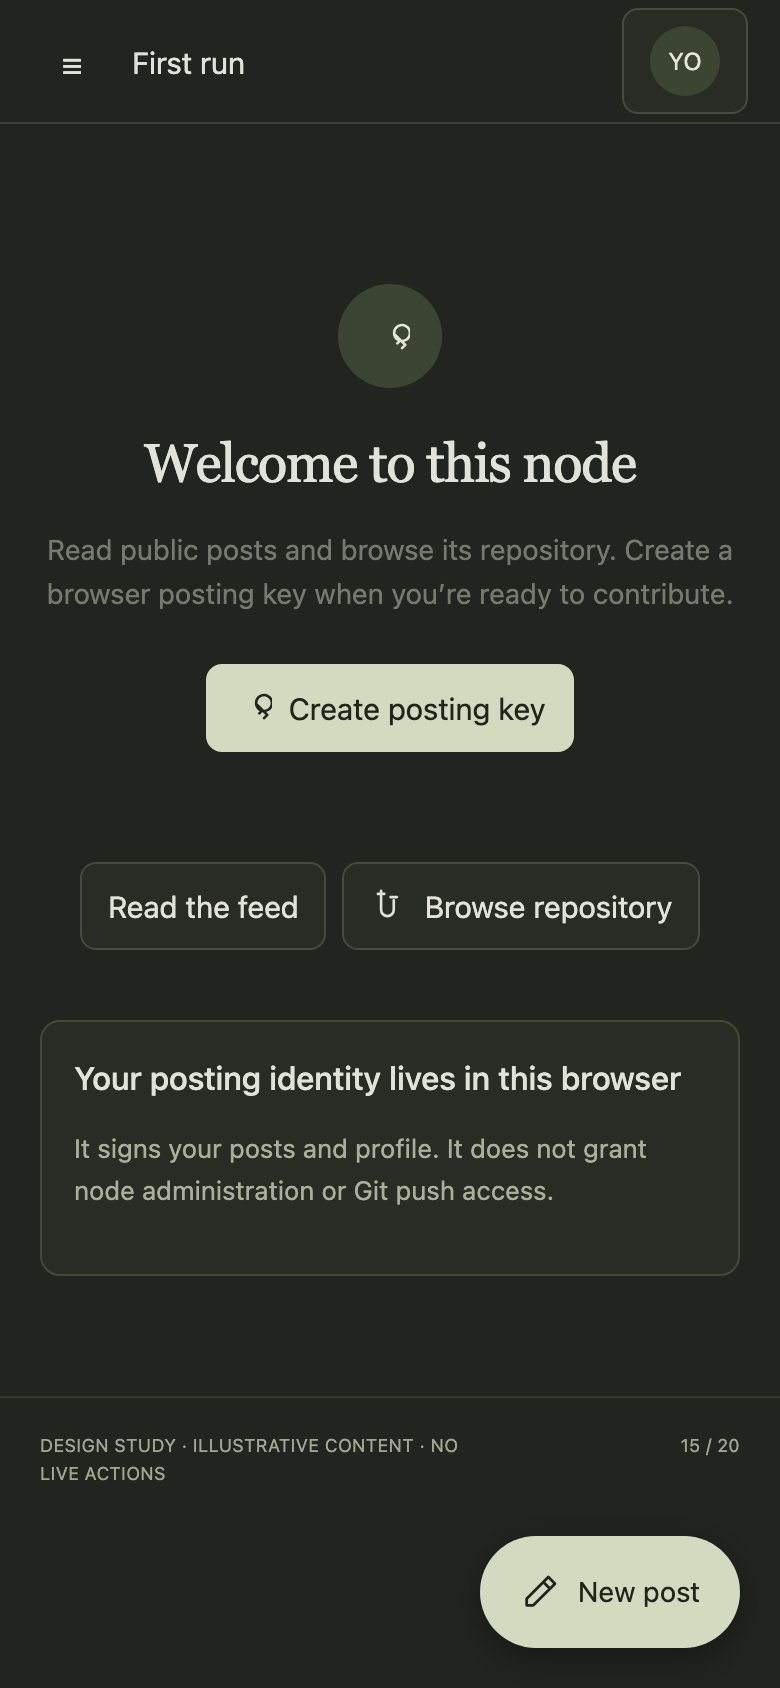 First run
YO
Welcome to this node
Read public posts and browse its repository. Create a
browser posting key when you’re ready to contribute.
Create posting key
Read the feed
Browse repository
Your posting identity lives in this browser
It signs your posts and profile. It does not grant
node administration or Git push access.
DESIGN STUDY · ILLUSTRATIVE CONTENT · NO
LIVE ACTIONS
15 / 20
New post